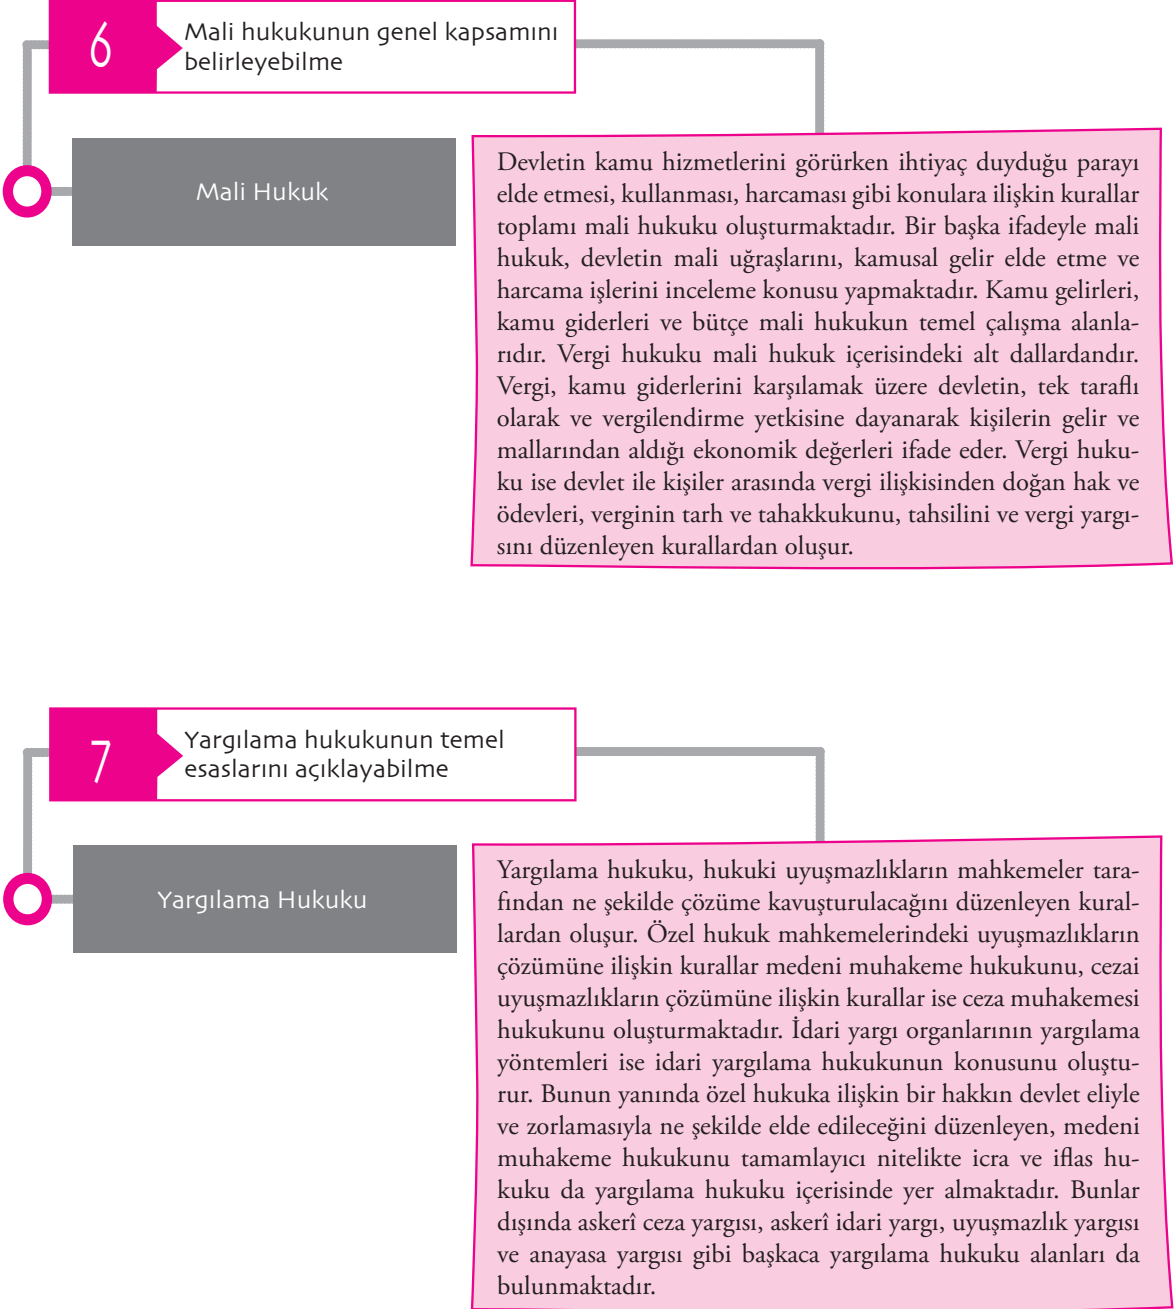 6
Mali hukukunun genel kapsamını
belirleyebilme
Mali Hukuk
Devletin kamu hizmetlerini görürken ihtiyaç duyduğu parayı
elde etmesi, kullanması, harcaması gibi konulara ilişkin kurallar
toplamı mali hukuku oluşturmaktadır. Bir başka ifadeyle mali
hukuk, devletin mali uğraşlarını, kamusal gelir elde etme ve
harcama işlerini inceleme konusu yapmaktadır. Kamu gelirleri,
kamu giderleri ve bütçe mali hukukun temel çalışma alanla-
rıdır. Vergi hukuku mali hukuk içerisindeki alt dallardandır.
Vergi, kamu giderlerini karşılamak üzere devletin, tek taraflı
olarak ve vergilendirme yetkisine dayanarak kişilerin gelir ve
mallarından aldığı ekonomik değerleri ifade eder. Vergi huku-
ku ise devlet ile kişiler arasında vergi ilişkisinden doğan hak ve
ödevleri, verginin tarh ve tahakkukunu, tahsilini ve vergi yargı-
sını düzenleyen kurallardan oluşur.
7
Yargılama hukukunun temel
esaslarını açıklayabilme
Yargılama Hukuku
Yargılama hukuku, hukuki uyuşmazlıkların mahkemeler tara-
fından ne şekilde çözüme kavuşturulacağını düzenleyen kural-
lardan oluşur. Özel hukuk mahkemelerindeki uyuşmazlıkların
çözümüne ilişkin kurallar medeni muhakeme hukukunu, cezai
uyuşmazlıkların çözümüne ilişkin kurallar ise ceza muhakemesi
hukukunu oluşturmaktadır. İdari yargı organlarının yargılama
yöntemleri ise idari yargılama hukukunun konusunu oluştu-
rur. Bunun yanında özel hukuka ilişkin bir hakkın devlet eliyle
ve zorlamasıyla ne şekilde elde edileceğini düzenleyen, medeni
muhakeme hukukunu tamamlayıcı nitelikte icra ve iflas hu-
kuku da yargılama hukuku içerisinde yer almaktadır. Bunlar
dışında askerî ceza yargısı, askerî idari yargı, uyuşmazlık yargısı
ve anayasa yargısı gibi başkaca yargılama hukuku alanları da
bulunmaktadır.